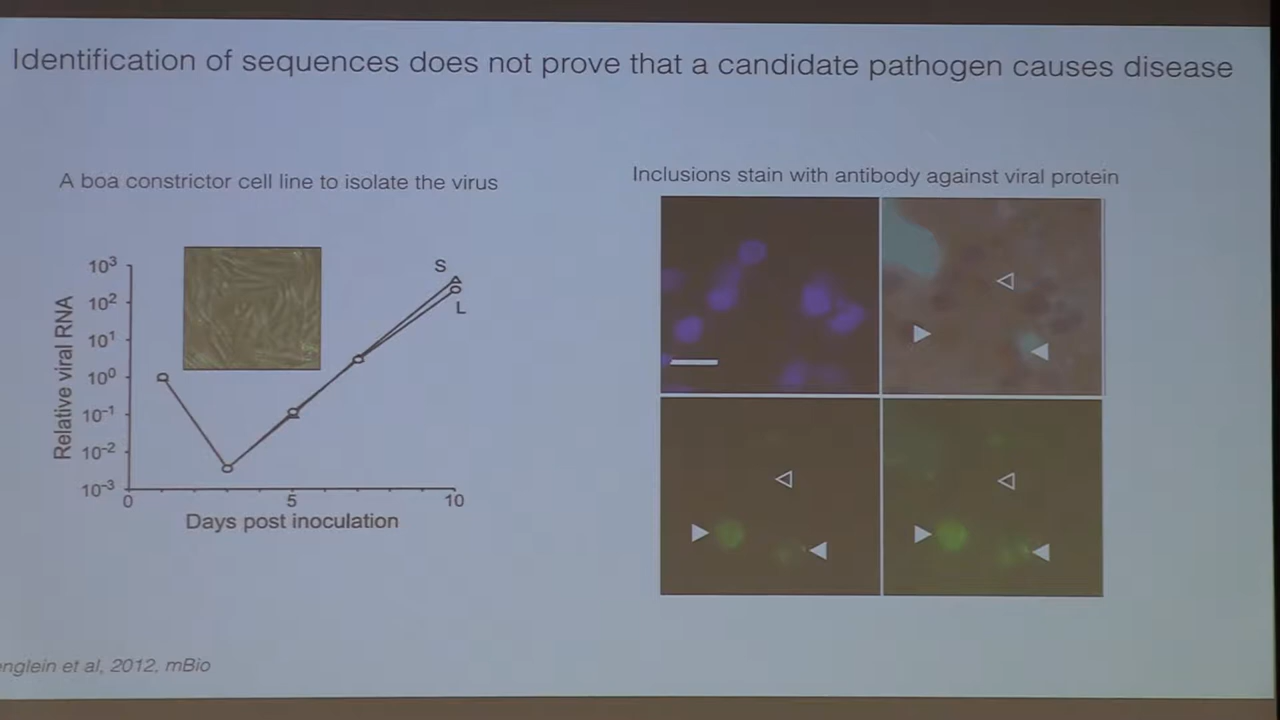 Identification of sequences does not prove that a candidate pathogen causes disease
A boa constrictor cell line to isolate the virus
Inclusions stain with antibody against viral protein
Relative viral RNA
10³
10²
10¹
10⁰
10⁻¹
10⁻²
10⁻³
S
L
0
5
10
Days post inoculation
nglein et al, 2012, mBio